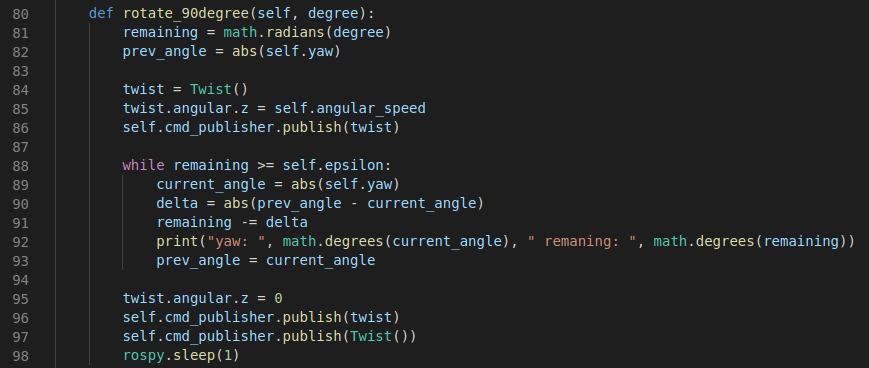 80 def rotate_90degree(self, degree):
81 remaining = math.radians(degree)
82 prev_angle = abs(self.yaw)
83
84 twist = Twist()
85 twist.angular.z = self.angular_speed
86 self.cmd_publisher.publish(twist)
87
88 while remaining >= self.epsilon:
89 current_angle = abs(self.yaw)
90 delta = abs(prev_angle - current_angle)
91 remaining -= delta
92 print("yaw: ", math.degrees(current_angle), " remaning: ", math.degrees(remaining))
93 prev_angle = current_angle
94
95 twist.angular.z = 0
96 self.cmd_publisher.publish(twist)
97 self.cmd_publisher.publish(Twist())
98 rospy.sleep(1)